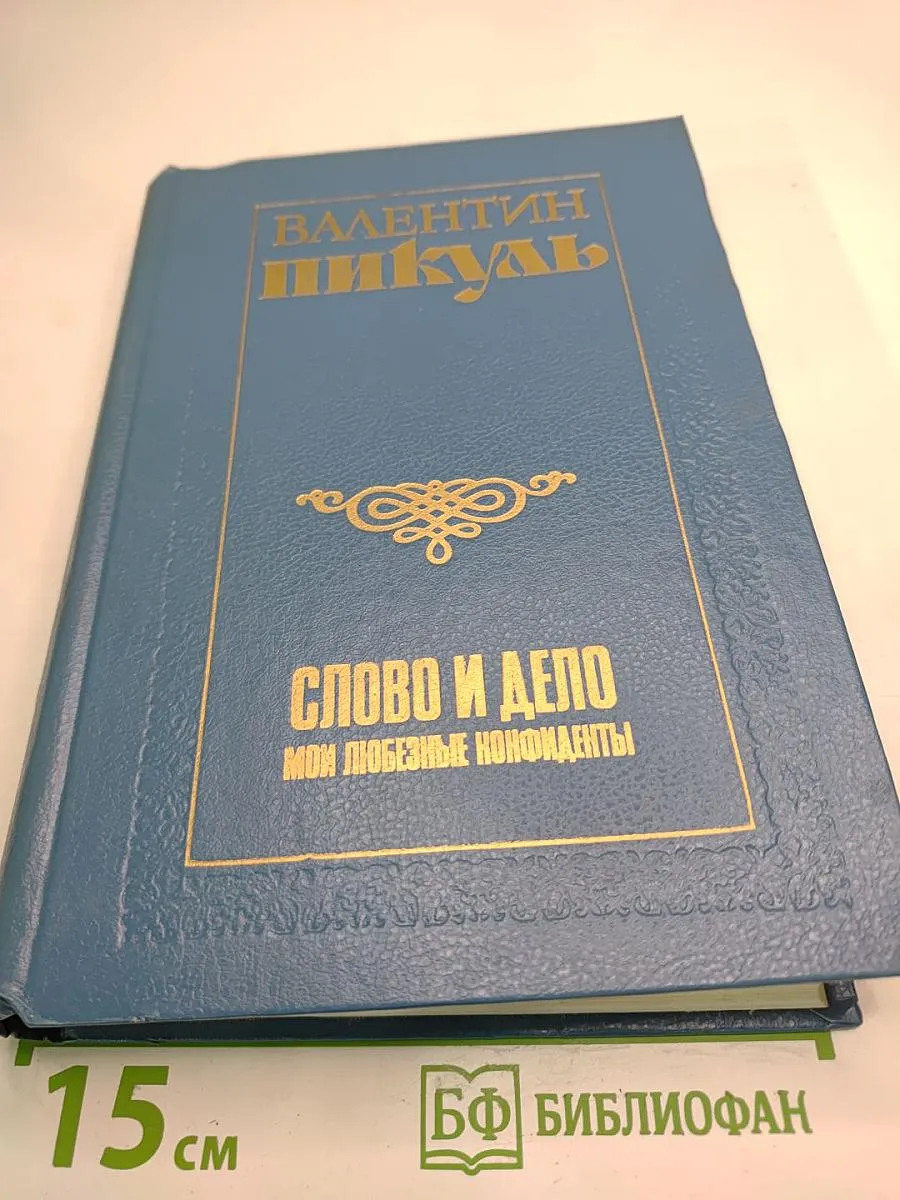 ВАЛЕНТИН
ПИКУЛЬ
СЛОВО И ДЕЛО
МОИ ЛЮБЕЗНЫЕ КОНФИДЕНТЫ
15 см
БФ БИБЛИОФАН